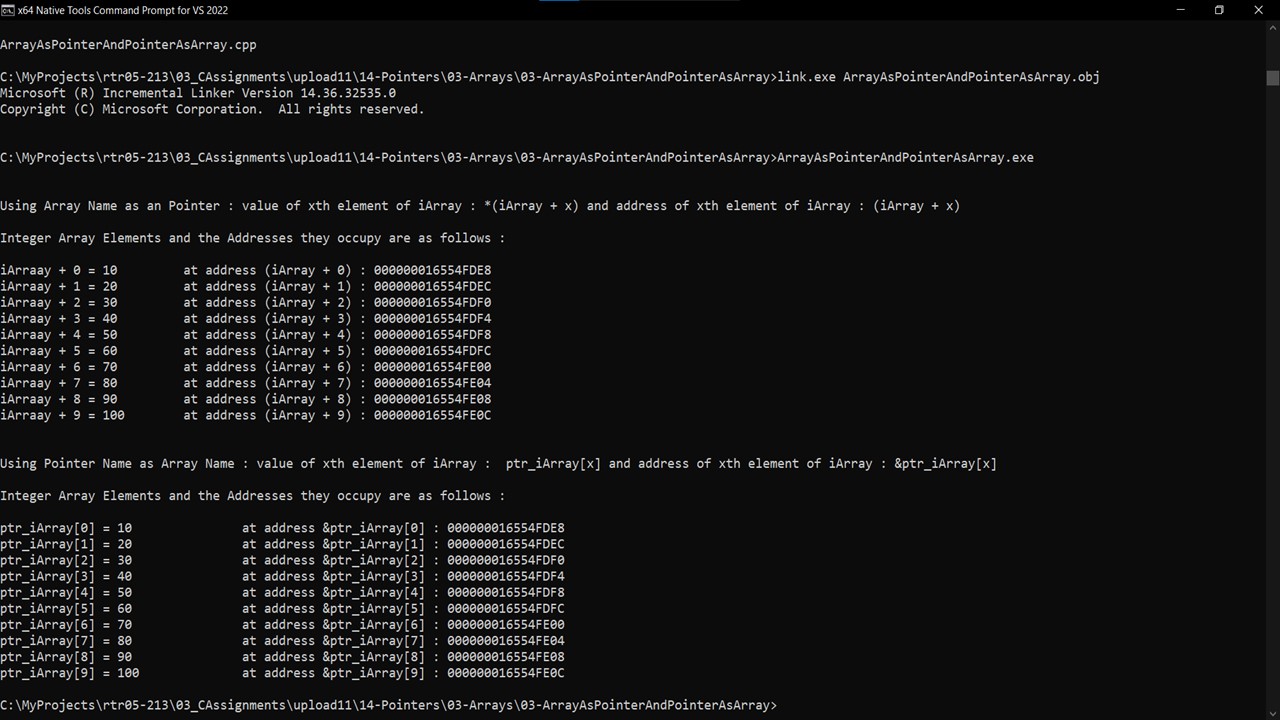 x64 Native Tools Command Prompt for VS 2022
ArrayAsPointerAndPointerAsArray.cpp
C:\MyProjects\rtr05-213\03_CAssignments\upload11\14-Pointers\03-Arrays\03-ArrayAsPointerAndPointerAsArray>link.exe ArrayAsPointerAndPointerAsArray.obj
Microsoft (R) Incremental Linker Version 14.36.32535.0
Copyright (C) Microsoft Corporation.  All rights reserved.
C:\MyProjects\rtr05-213\03_CAssignments\upload11\14-Pointers\03-Arrays\03-ArrayAsPointerAndPointerAsArray>ArrayAsPointerAndPointerAsArray.exe
Using Array Name as an Pointer : value of xth element of iArray : *(iArray + x) and address of xth element of iArray : (iArray + x)
Integer Array Elements and the Addresses they occupy are as follows :
iArraay + 0 = 10         at address (iArray + 0) : 000000016554FDE8
iArraay + 1 = 20         at address (iArray + 1) : 000000016554FDEC
iArraay + 2 = 30         at address (iArray + 2) : 000000016554FDF0
iArraay + 3 = 40         at address (iArray + 3) : 000000016554FDF4
iArraay + 4 = 50         at address (iArray + 4) : 000000016554FDF8
iArraay + 5 = 60         at address (iArray + 5) : 000000016554FDFC
iArraay + 6 = 70         at address (iArray + 6) : 000000016554FE00
iArraay + 7 = 80         at address (iArray + 7) : 000000016554FE04
iArraay + 8 = 90         at address (iArray + 8) : 000000016554FE08
iArraay + 9 = 100        at address (iArray + 9) : 000000016554FE0C
Using Pointer Name as Array Name : value of xth element of iArray :  ptr_iArray[x] and address of xth element of iArray : &ptr_iArray[x]
Integer Array Elements and the Addresses they occupy are as follows :
ptr_iArray[0] = 10               at address &ptr_iArray[0] : 000000016554FDE8
ptr_iArray[1] = 20               at address &ptr_iArray[1] : 000000016554FDEC
ptr_iArray[2] = 30               at address &ptr_iArray[2] : 000000016554FDF0
ptr_iArray[3] = 40               at address &ptr_iArray[3] : 000000016554FDF4
ptr_iArray[4] = 50               at address &ptr_iArray[4] : 000000016554FDF8
ptr_iArray[5] = 60               at address &ptr_iArray[5] : 000000016554FDFC
ptr_iArray[6] = 70               at address &ptr_iArray[6] : 000000016554FE00
ptr_iArray[7] = 80               at address &ptr_iArray[7] : 000000016554FE04
ptr_iArray[8] = 90               at address &ptr_iArray[8] : 000000016554FE08
ptr_iArray[9] = 100              at address &ptr_iArray[9] : 000000016554FE0C
C:\MyProjects\rtr05-213\03_CAssignments\upload11\14-Pointers\03-Arrays\03-ArrayAsPointerAndPointerAsArray>